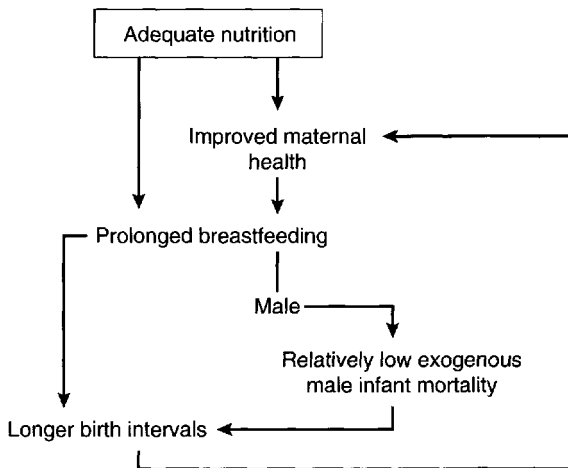 Adequate nutrition
Improved maternal
health
Prolonged breastfeeding
Male
Relatively low exogenous
male infant mortality
Longer birth intervals